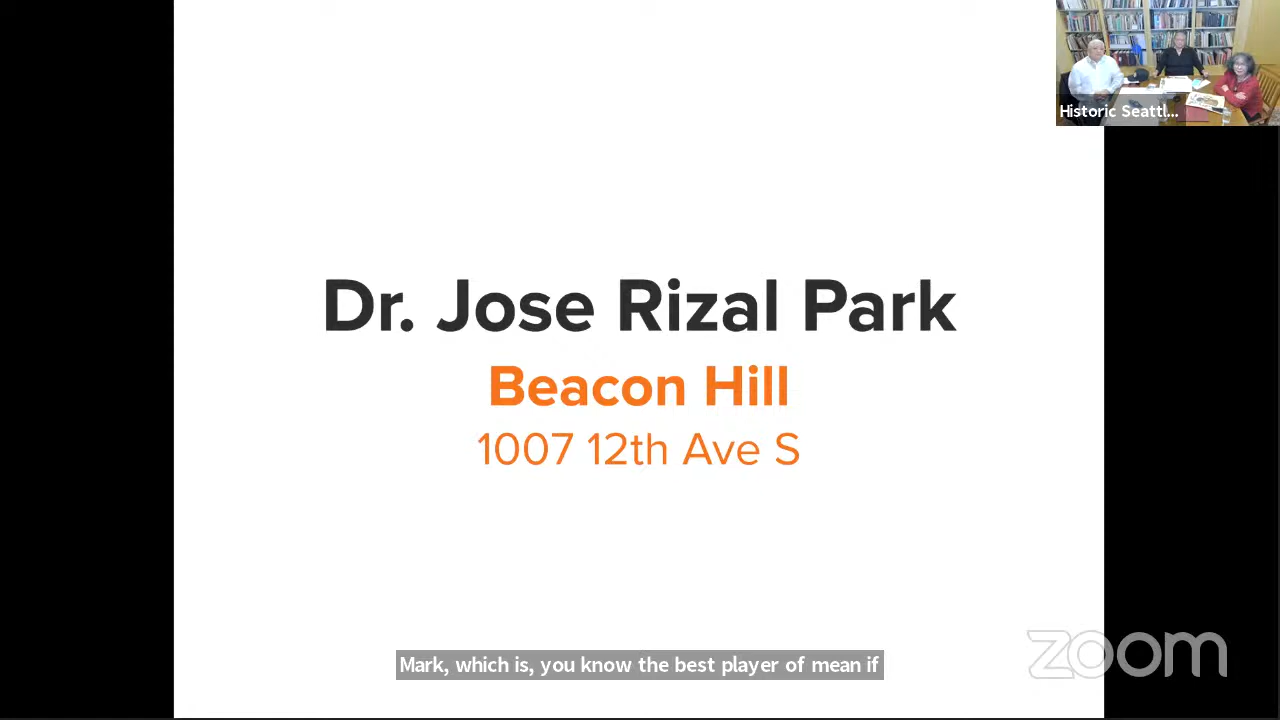 Historic Seattl...
Dr. Jose Rizal Park
Beacon Hill
1007 12th Ave S
Mark, which is, you know the best player of mean if
zoom